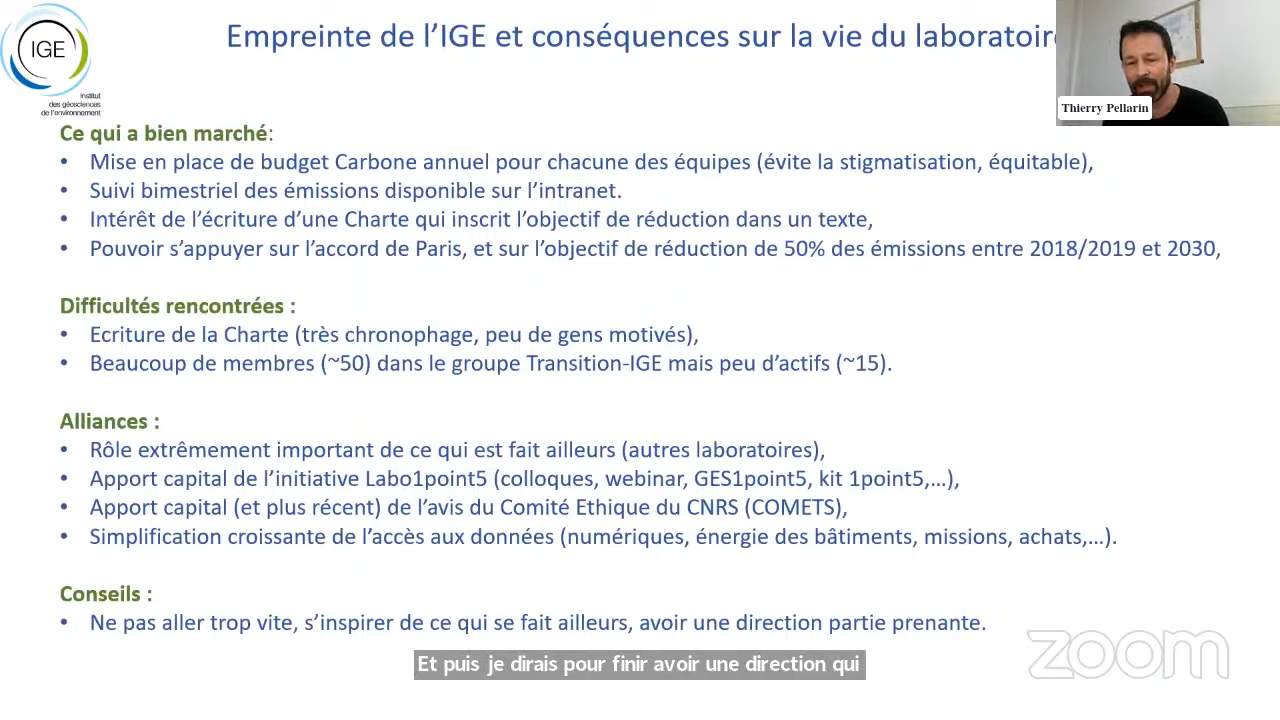 IGE
institut
des géosciences
de l'environnement
Empreinte de l'IGE et conséquences sur la vie du laboratoire
Thierry Pellarin
Ce qui a bien marché:
• Mise en place de budget Carbone annuel pour chacune des équipes (évite la stigmatisation, équitable),
• Suivi bimestriel des émissions disponible sur l'intranet.
• Intérêt de l'écriture d'une Charte qui inscrit l'objectif de réduction dans un texte,
• Pouvoir s'appuyer sur l'accord de Paris, et sur l'objectif de réduction de 50% des émissions entre 2018/2019 et 2030,
Difficultés rencontrées :
• Ecriture de la Charte (très chronophage, peu de gens motivés),
• Beaucoup de membres (~50) dans le groupe Transition-IGE mais peu d'actifs (~15).
Alliances :
• Rôle extrêmement important de ce qui est fait ailleurs (autres laboratoires),
• Apport capital de l'initiative Labo1point5 (colloques, webinar, GES1point5, kit 1point5,…),
• Apport capital (et plus récent) de l'avis du Comité Ethique du CNRS (COMETS),
• Simplification croissante de l'accès aux données (numériques, énergie des bâtiments, missions, achats,…).
Conseils :
• Ne pas aller trop vite, s'inspirer de ce qui se fait ailleurs, avoir une direction partie prenante.
Et puis je dirais pour finir avoir une direction qui
zoom